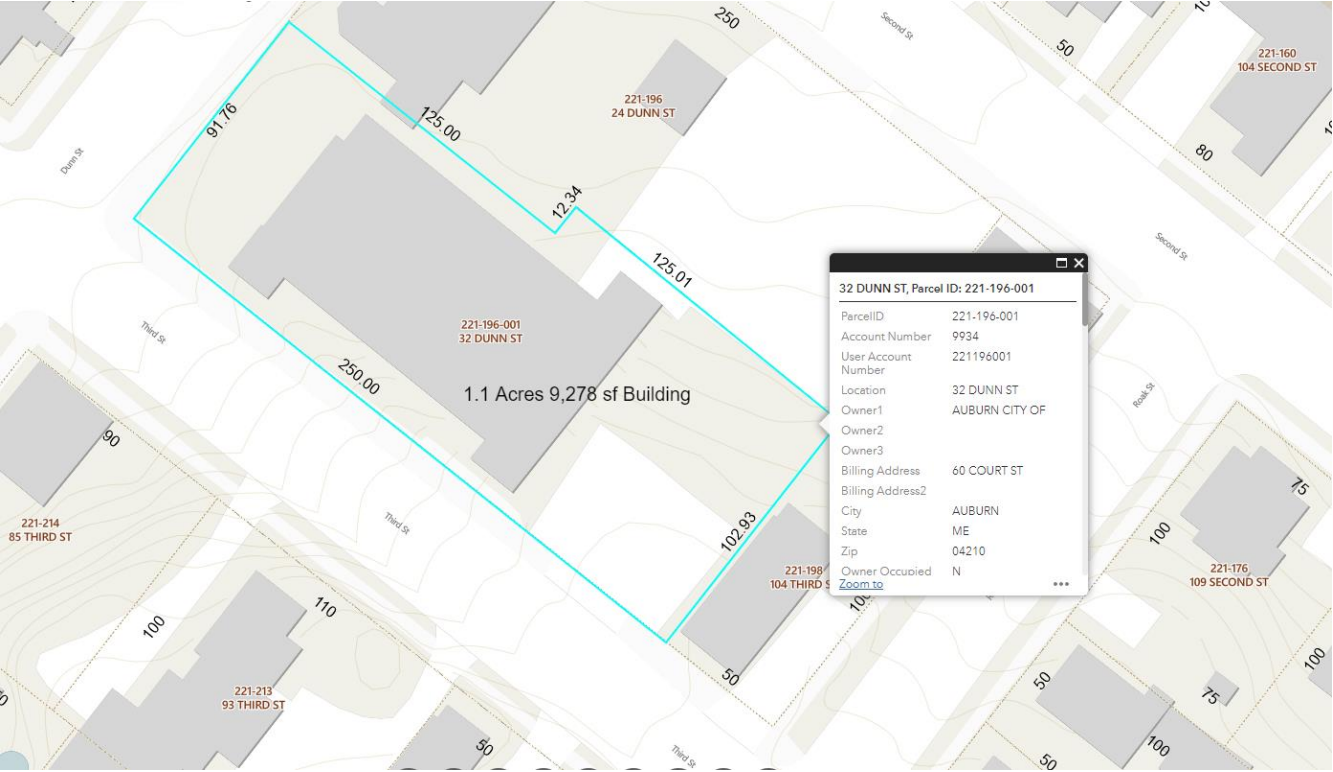 250
Second St
50
10
221-160
104 SECOND ST
91.76
125.00
221-196
24 DUNN ST
Dunn St
80
12.34
Second St
125.01
32 DUNN ST, Parcel ID: 221-196-001
ParcelID 221-196-001
Account Number 9934
User Account 221196001
Number
Location 32 DUNN ST
Owner1 AUBURN CITY OF
Owner2
Owner3
Billing Address 60 COURT ST
Billing Address2
City AUBURN
State ME
Zip 04210
Owner Occupied N
Zoom to
Third St
221-196-001
32 DUNN ST
250.00
1.1 Acres 9,278 sf Building
Roak St
90
75
221-214
85 THIRD ST
Third St
102.93
100
221-198
104 THIRD S
100
221-176
109 SECOND ST
110
100
50
100
50
75
221-213
93 THIRD ST
50
Third St
100
50